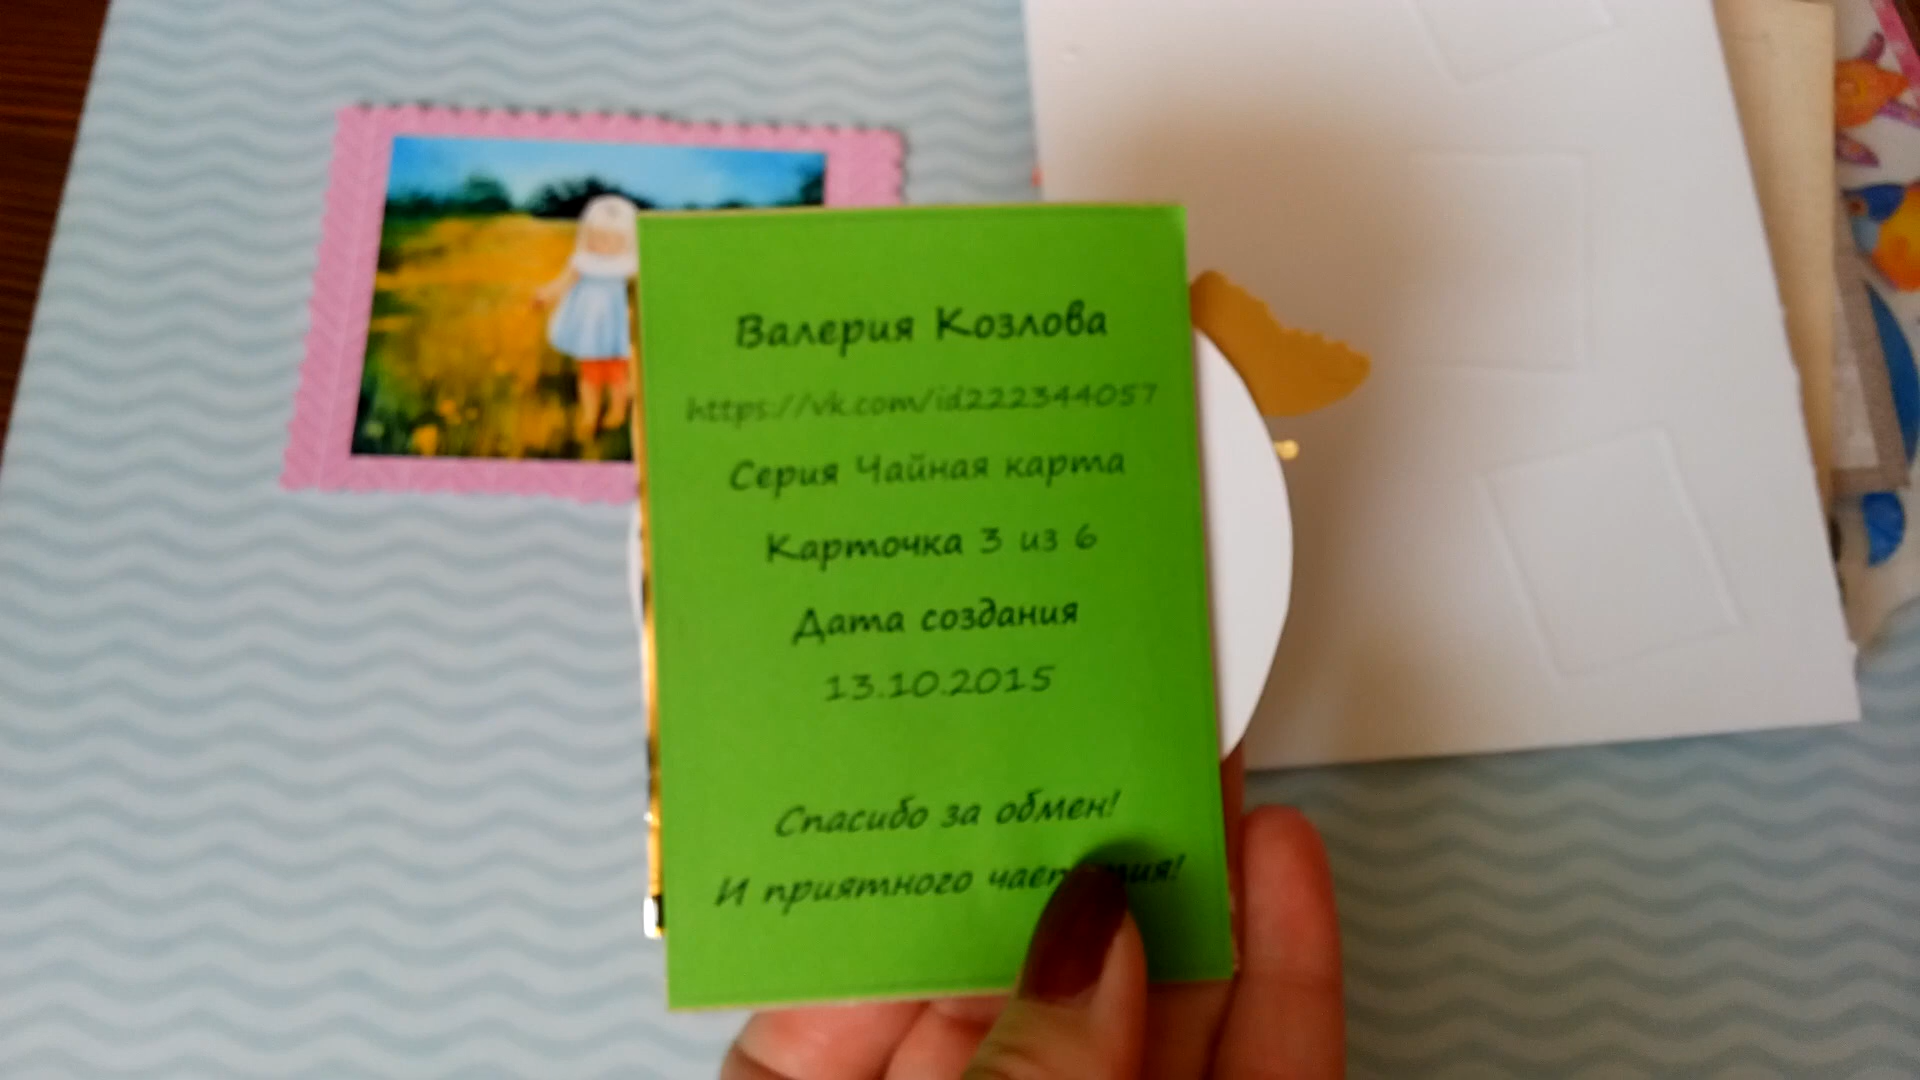 Валерия Козлова
https://vk.com/id222344057
Серия Чайная карта
Карточка 3 из 6
Дата создания
13.10.2015
Спасибо за обмен!
И приятного